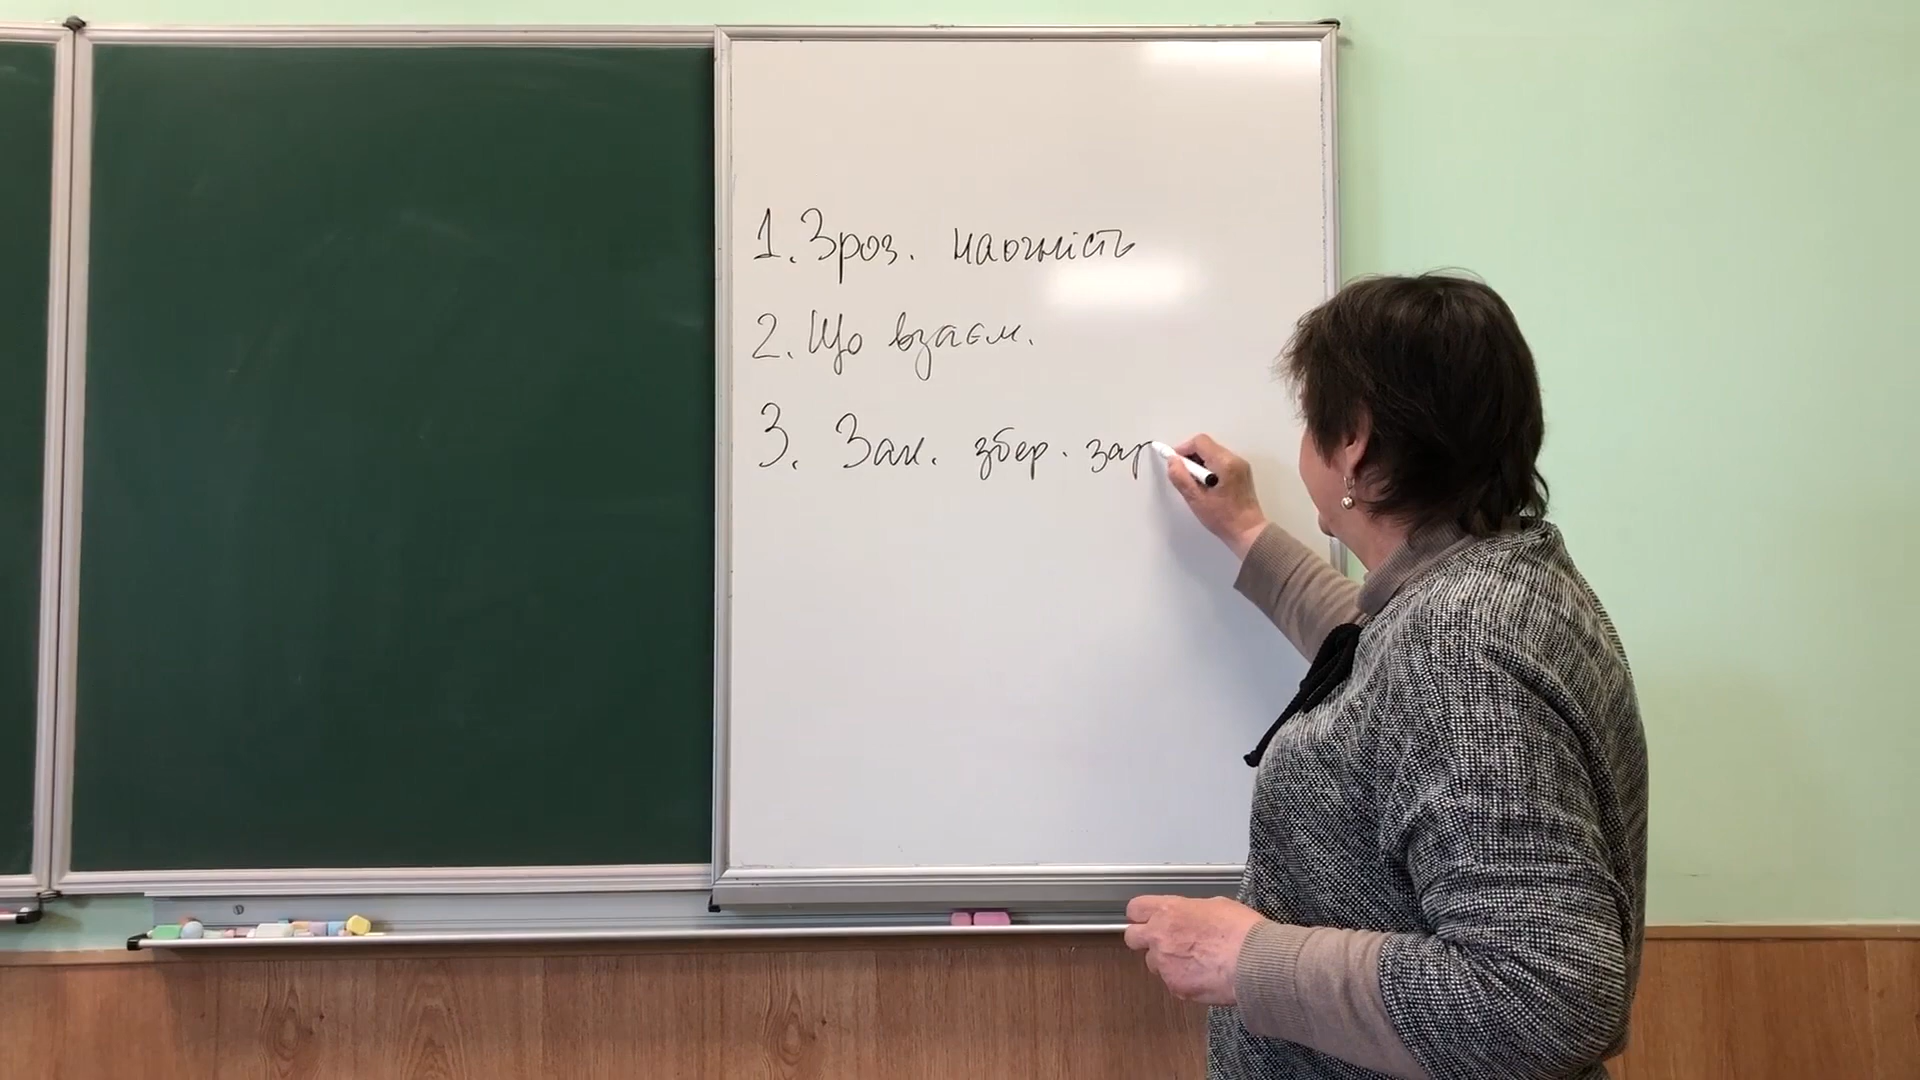 1. Зроз. наочність
2. Що взаєм.
3. Зак. збер. зар